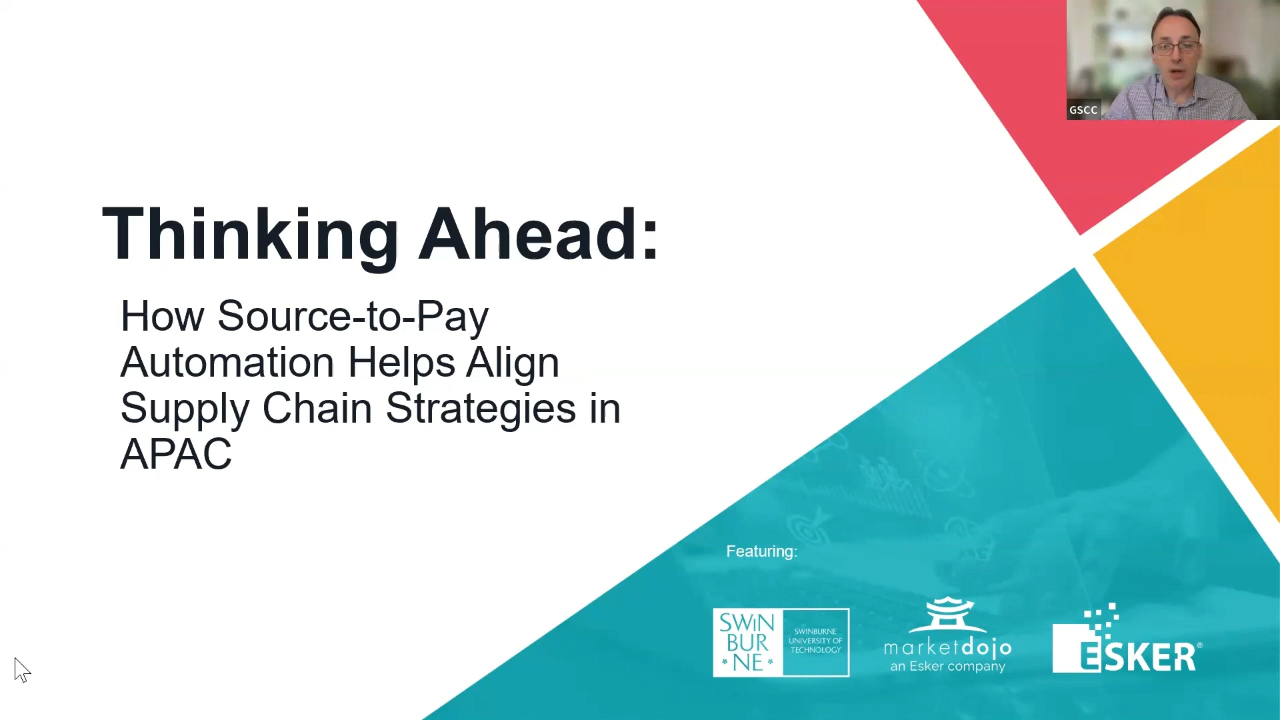 GSCC
Thinking Ahead:
How Source-to-Pay
Automation Helps Align
Supply Chain Strategies in
APAC
Featuring:
SWiN
BUR
*NE*
SWINBURNE
UNIVERSITY OF
TECHNOLOGY
marketdojo
an Esker company
ESKER®